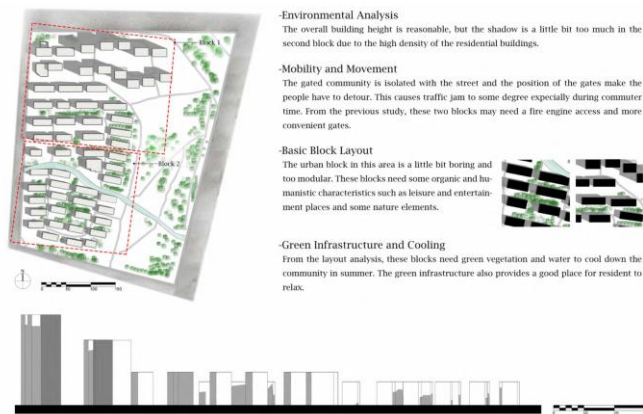 -Environmental Analysis
The overall building height is reasonable, but the shadow is a little bit too much in the
second block due to the high density of the residential buildings.
Block 1
-Mobility and Movement
The gated community is isolated with the street and the position of the gates make the
people have to detour. This causes traffic jam to some degree expecially during commuter
time. From the previous study, these two blocks may need a fire engine access and more
convenient gates.
-Basic Block Layout
The urban block in this area is a little bit boring and
too modular. These blocks need some organic and hu-
manistic characteristics such as leisure and entertain-
ment places and some nature elements.
Block 2
-Green Infrastructure and Cooling
From the layout analysis, these blocks need green vegetation and water to cool down the
community in summer. The green infrastructure also provides a good place for resident to
relax.